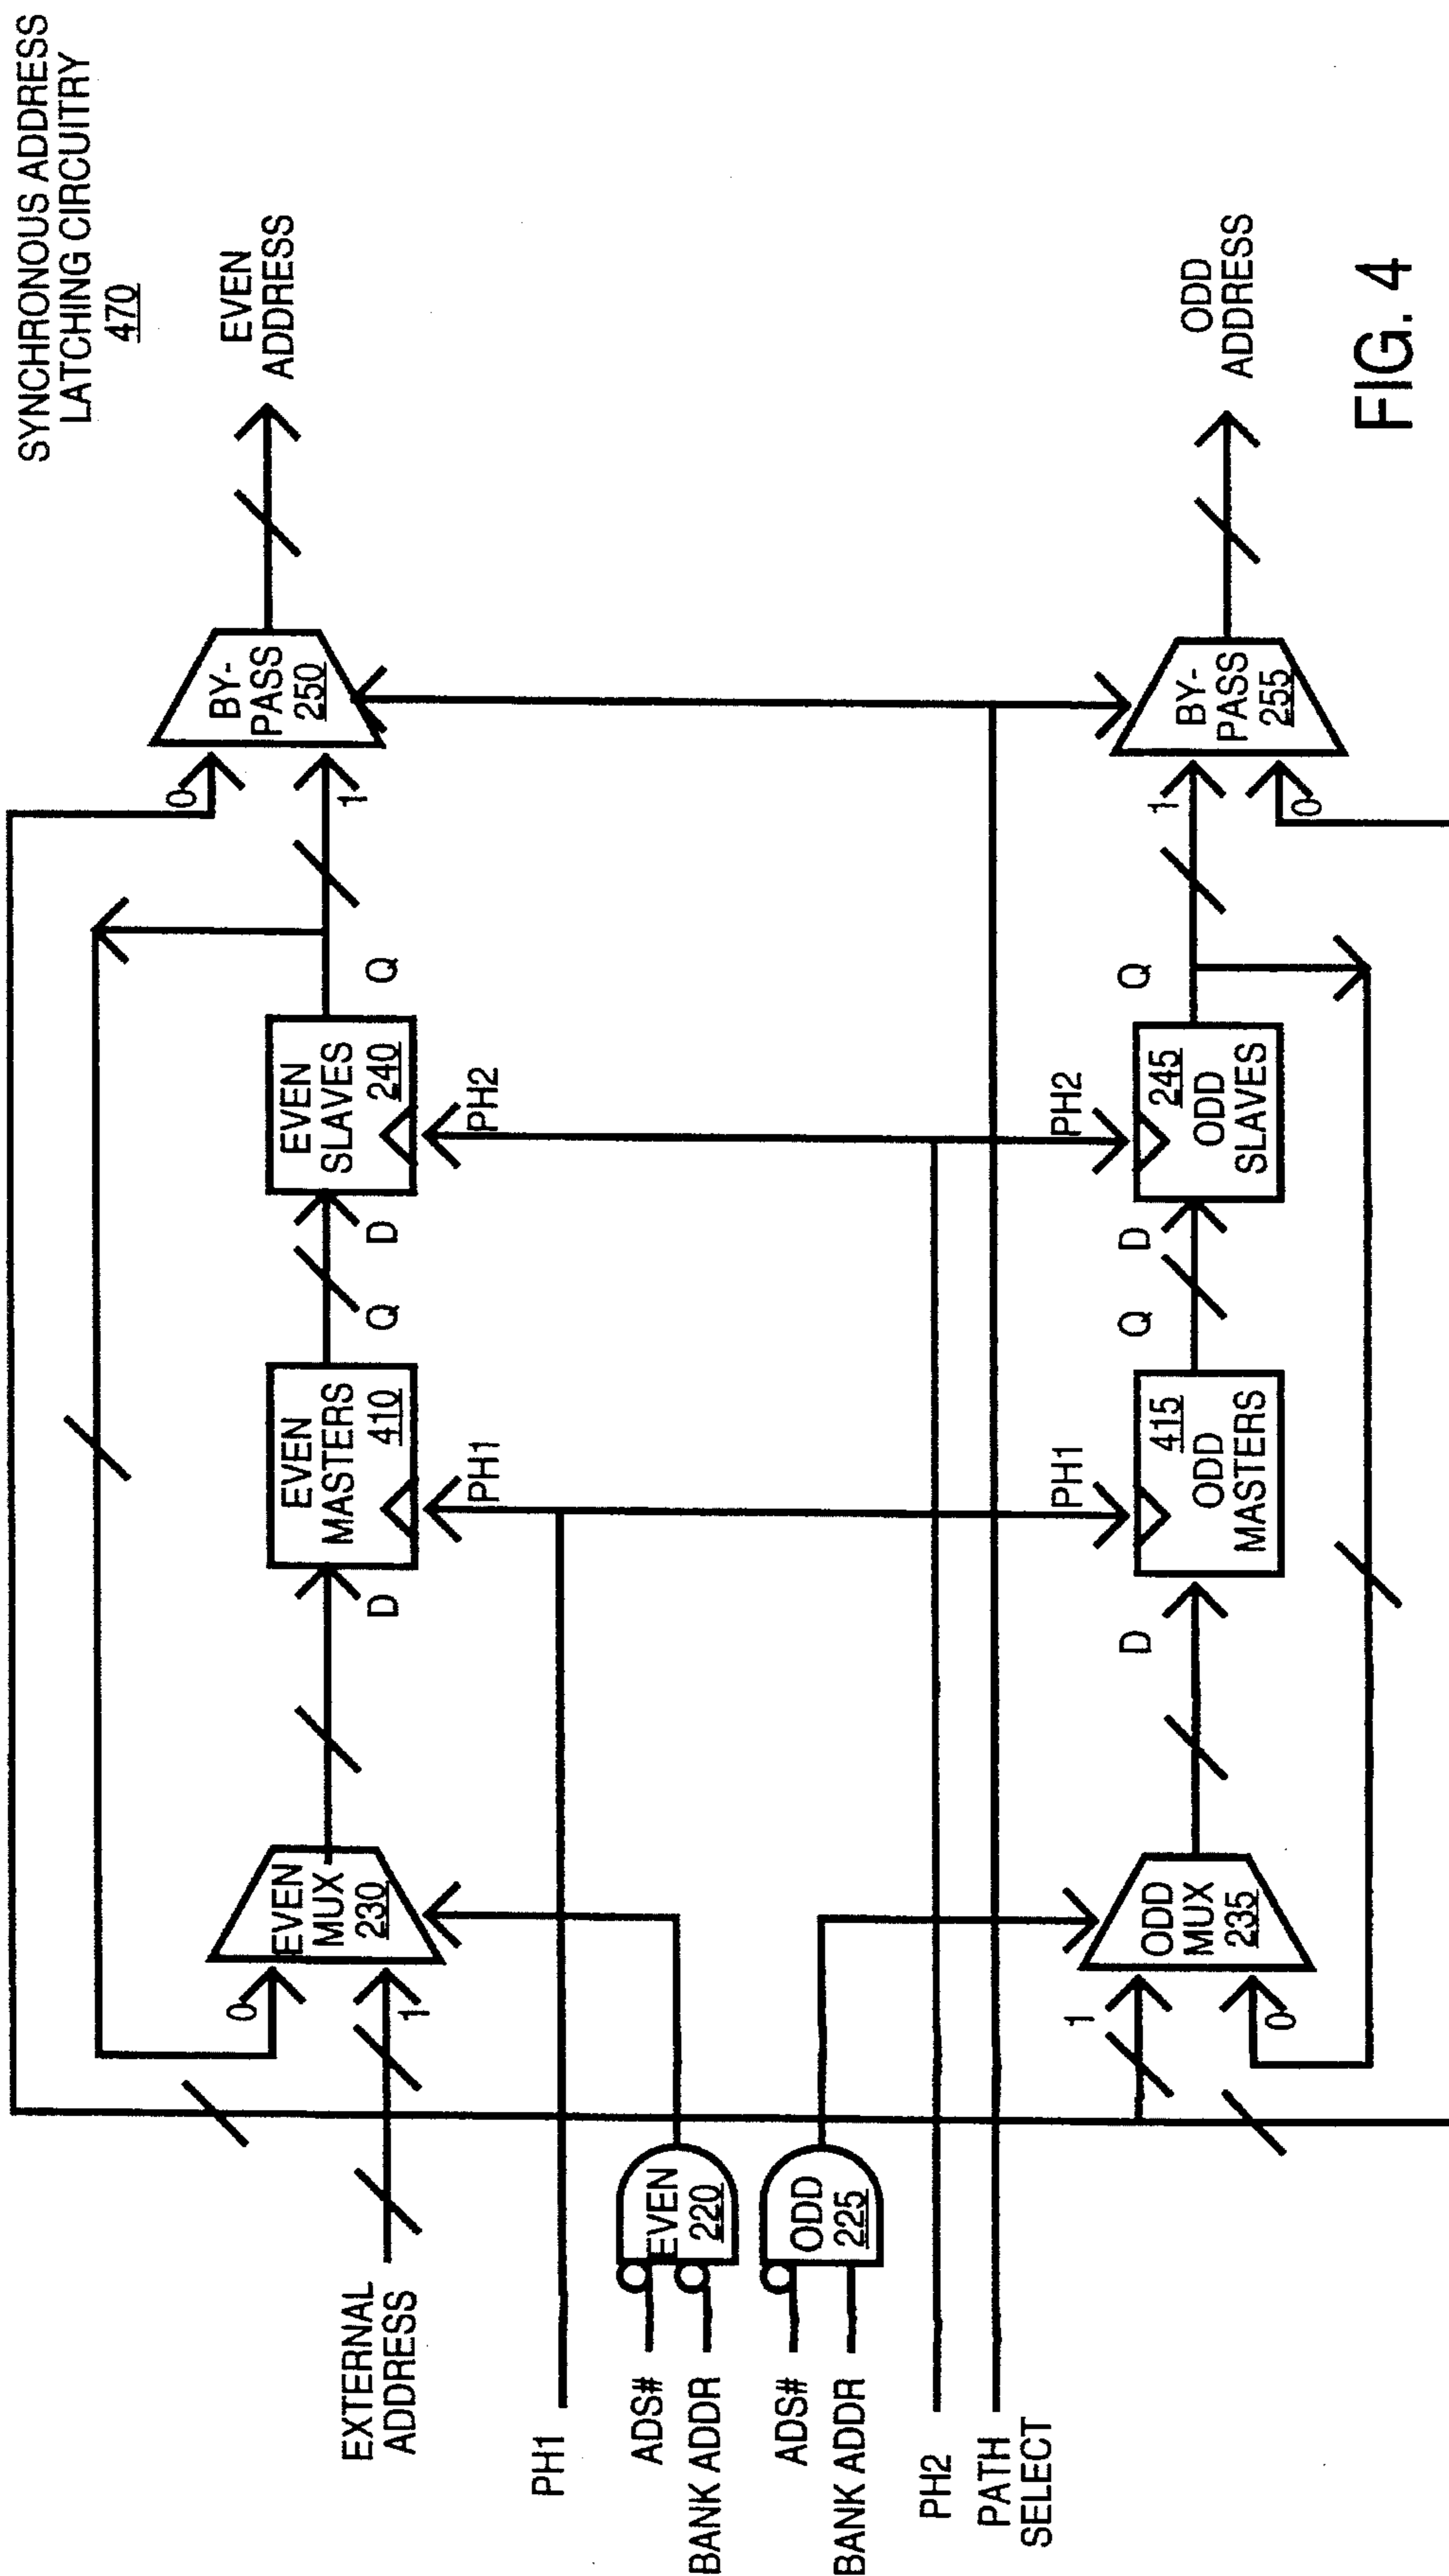 SYNCHRONOUS ADDRESS
LATCHING CIRCUITRY
470
EVEN
ADDRESS
BY-
PASS
250
0
1
Q
EVEN
SLAVES
240
PH2
D
Q
EVEN
MASTERS
410
PH1
D
EVEN
MUX
230
0
1
EXTERNAL
ADDRESS
PH1
ADS#
BANK ADDR
EVEN
220
ADS#
BANK ADDR
ODD
225
PH2
PATH
SELECT
1
0
ODD
MUX
235
D
PH1
415
ODD
MASTERS
Q
D
PH2
245
ODD
SLAVES
Q
1
0
BY-
PASS
255
ODD
ADDRESS
FIG. 4